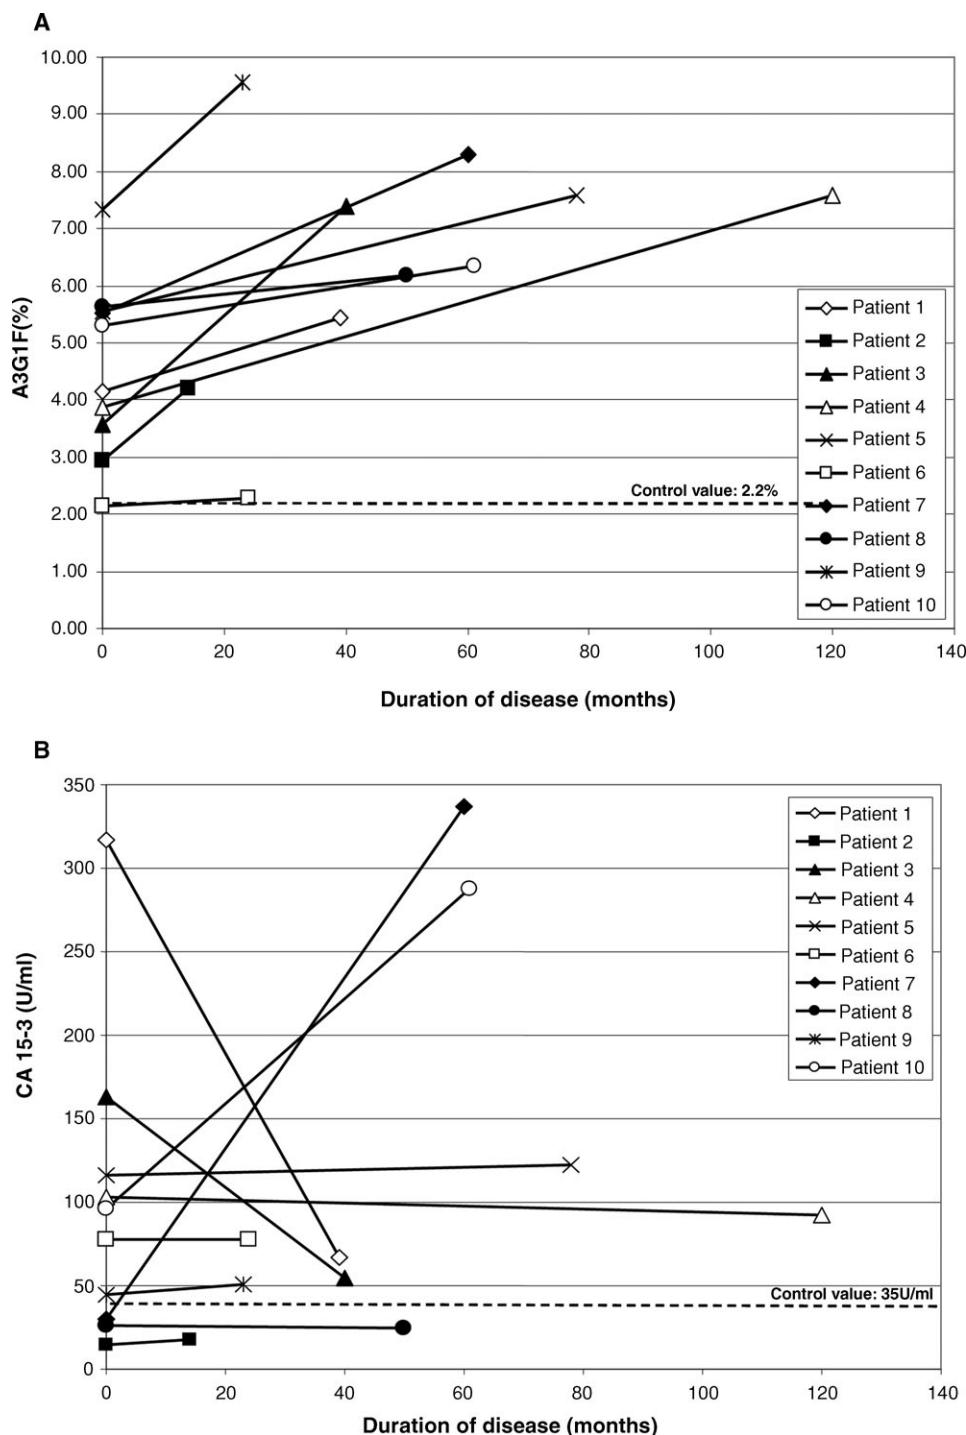 A
10.00
9.00
8.00
7.00
6.00
5.00
4.00
3.00
2.00
1.00
0.00
A3G1F(%)
Control value: 2.2%
Patient 1
Patient 2
Patient 3
Patient 4
Patient 5
Patient 6
Patient 7
Patient 8
Patient 9
Patient 10
0 20 40 60 80 100 120 140
Duration of disease (months)
B
350
300
250
200
150
100
50
0
CA 15-3 (U/ml)
Patient 1
Patient 2
Patient 3
Patient 4
Patient 5
Patient 6
Patient 7
Patient 8
Patient 9
Patient 10
Control value: 35U/ml
0 20 40 60 80 100 120 140
Duration of disease (months)